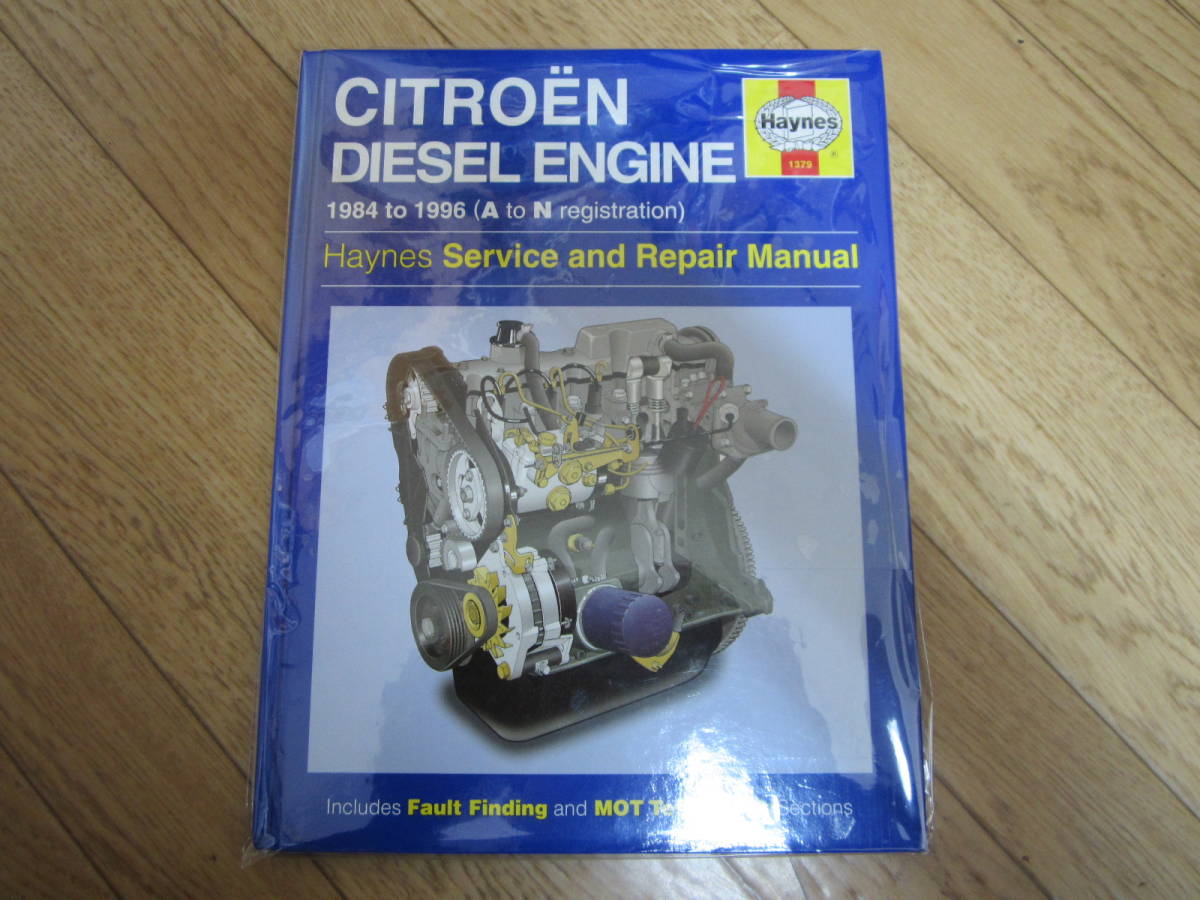 CITROËN
DIESEL ENGINE
Haynes
®
1379
1984 to 1996 (A to N registration)
Haynes Service and Repair Manual
Includes Fault Finding and MOT Sections